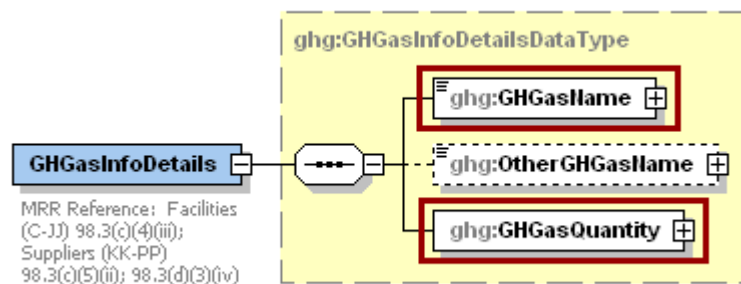 ghg:GHGasInfoDetailsDataType
ghg:GHGasName
GHGasInfoDetails
ghg:OtherGHGasName
MRR Reference: Facilities
(C-JJ) 98.3(c)(4)(iii);
Suppliers (KK-PP)
98.3(c)(5)(ii); 98.3(d)(3)(iv)
ghg:GHGasQuantity